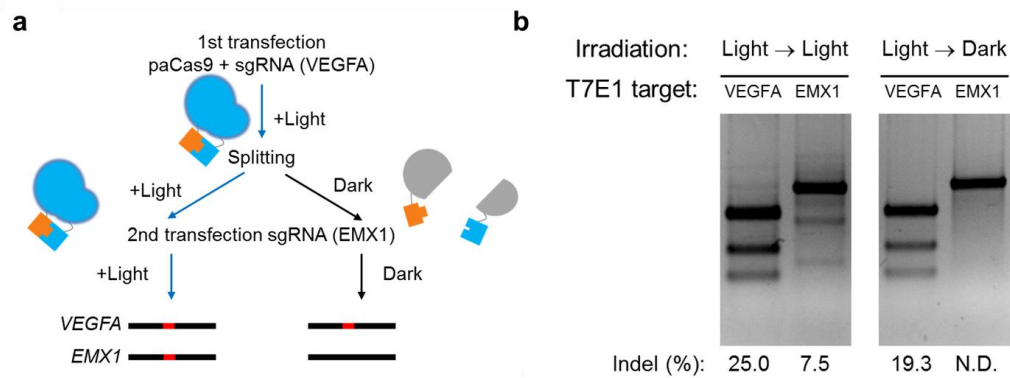 a
1st transfection
paCas9 + sgRNA (VEGFA)
+Light
Splitting
+Light
Dark
2nd transfection sgRNA (EMX1)
+Light
Dark
VEGFA
EMX1
b
Irradiation: Light → Light Light → Dark
T7E1 target: VEGFA EMX1 VEGFA EMX1
Indel (%): 25.0 7.5 19.3 N.D.